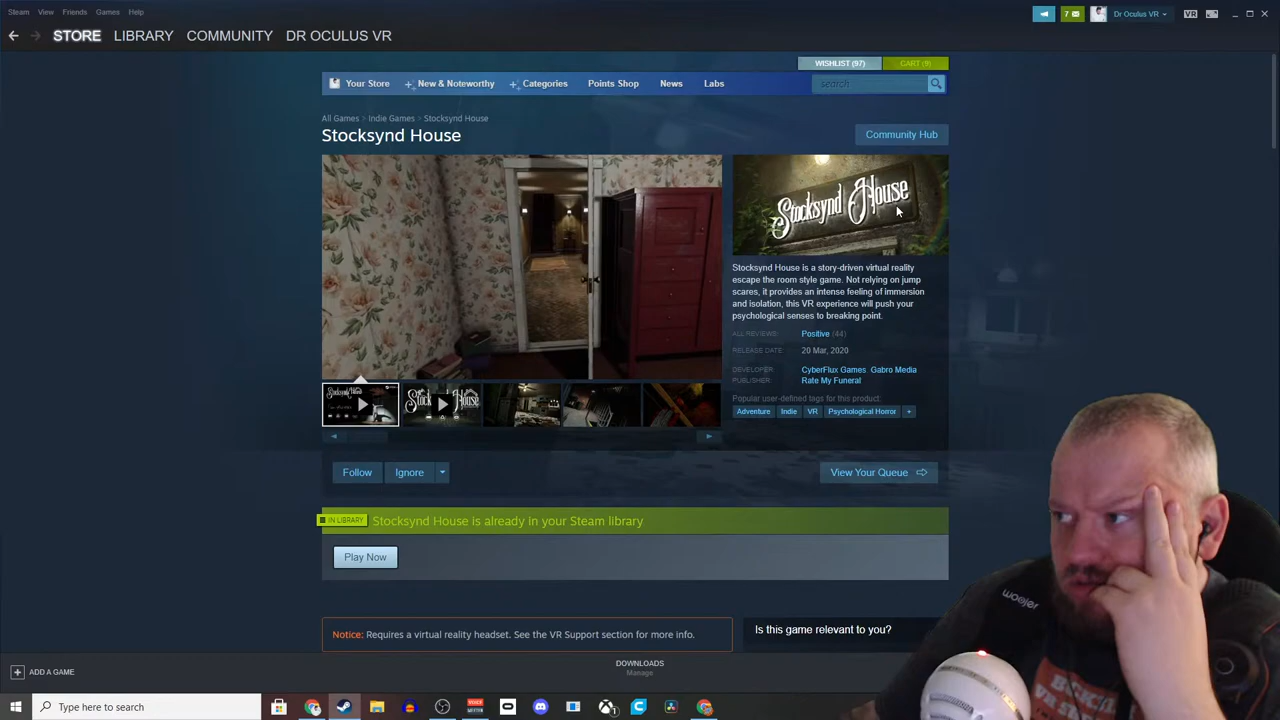 Steam View Friends Games Help
7
Dr Oculus VR
VR
STORE LIBRARY COMMUNITY DR OCULUS VR
WISHLIST (97) CART (9)
Your Store New & Noteworthy Categories Points Shop News Labs search
All Games > Indie Games > Stocksynd House
Stocksynd House
Community Hub
Stocksynd House
Stocksynd House is a story-driven virtual reality
escape the room style game. Not relying on jump
scares, it provides an intense feeling of immersion
and isolation, this VR experience will push your
psychological senses to breaking point.
ALL REVIEWS: Positive (44)
RELEASE DATE: 20 Mar, 2020
DEVELOPER: CyberFlux Games, Gabro Media
PUBLISHER: Rate My Funeral
Popular user-defined tags for this product:
Adventure Indie VR Psychological Horror +
Follow Ignore View Your Queue
IN LIBRARY Stocksynd House is already in your Steam library
Play Now
woojer
Notice: Requires a virtual reality headset. See the VR Support section for more info.
Is this game relevant to you?
ADD A GAME
DOWNLOADS
Manage
Type here to search